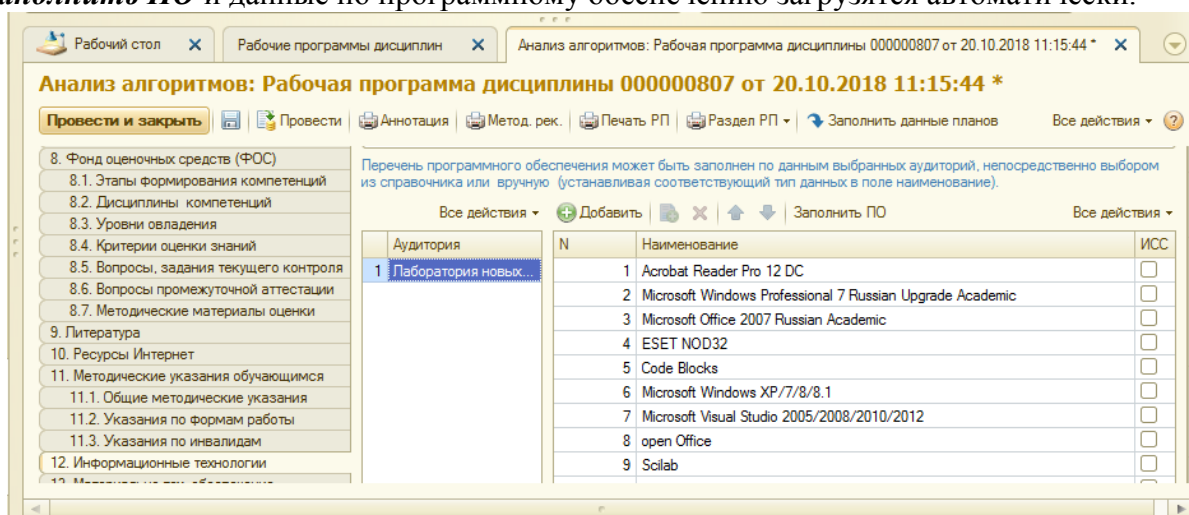 аполнить ПО и данные по программному обеспечению загрузятся автоматически.
Рабочий стол
Рабочие программы дисциплин
Анализ алгоритмов: Рабочая программа дисциплины 000000807 от 20.10.2018 11:15:44 *
Анализ алгоритмов: Рабочая программа дисциплины 000000807 от 20.10.2018 11:15:44 *
Провести и закрыть Провести Аннотация Метод. рек. Печать РП Раздел РП Заполнить данные планов Все действия
8. Фонд оценочных средств (ФОС)
8.1. Этапы формирования компетенций
8.2. Дисциплины компетенций
8.3. Уровни овладения
8.4. Критерии оценки знаний
8.5. Вопросы, задания текущего контроля
8.6. Вопросы промежуточной аттестации
8.7. Методические материалы оценки
9. Литература
10. Ресурсы Интернет
11. Методические указания обучающимся
11.1. Общие методические указания
11.2. Указания по формам работы
11.3. Указания по инвалидам
12. Информационные технологии
Перечень программного обеспечения может быть заполнен по данным выбранных аудиторий, непосредственно выбором
из справочника или вручную (устанавливая соответствующий тип данных в поле наименование).
Все действия Добавить Заполнить ПО Все действия
Аудитория
1 Лаборатория новых...
N Наименование ИСС
1 Acrobat Reader Pro 12 DC
2 Microsoft Windows Professional 7 Russian Upgrade Academic
3 Microsoft Office 2007 Russian Academic
4 ESET NOD32
5 Code Blocks
6 Microsoft Windows XP/7/8/8.1
7 Microsoft Visual Studio 2005/2008/2010/2012
8 open Office
9 Scilab